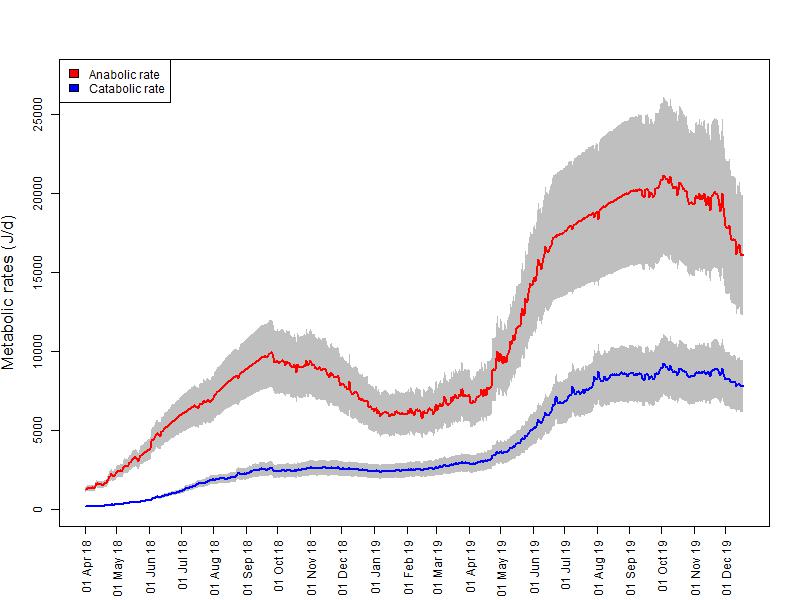 Anabolic rate
Catabolic rate
Metabolic rates (J/d)
25000
20000
15000
10000
5000
0
01 Apr 18
01 May 18
01 Jun 18
01 Jul 18
01 Aug 18
01 Sep 18
01 Oct 18
01 Nov 18
01 Dec 18
01 Jan 19
01 Feb 19
01 Mar 19
01 Apr 19
01 May 19
01 Jun 19
01 Jul 19
01 Aug 19
01 Sep 19
01 Oct 19
01 Nov 19
01 Dec 19